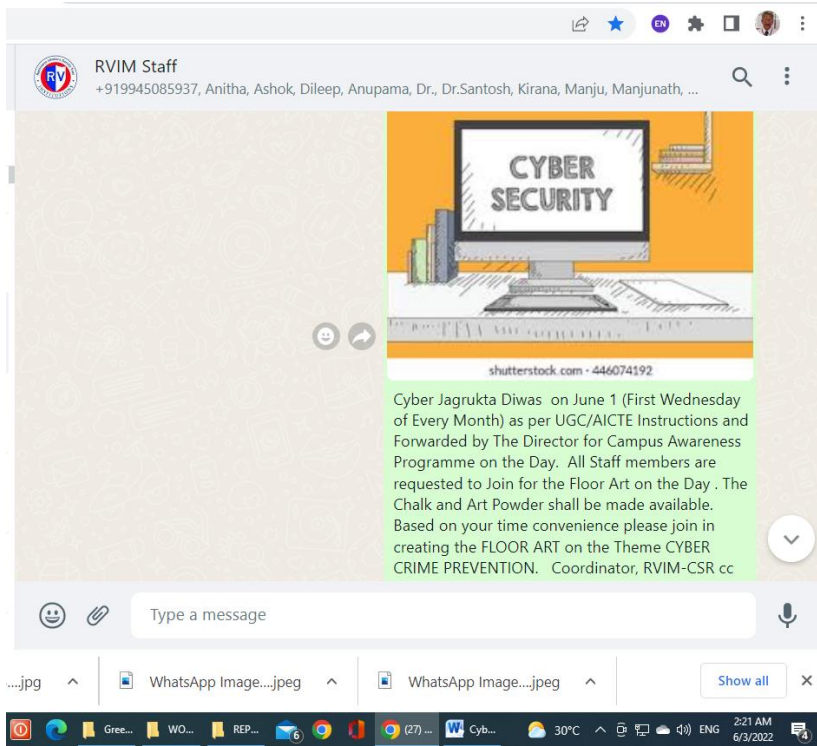 EN
RVIM Staff
+919945085937, Anitha, Ashok, Dileep, Anupama, Dr., Dr.Santosh, Kirana, Manju, Manjunath, ...
RV
CYBER
SECURITY
shutterstock.com · 446074192
Cyber Jagrukta Diwas on June 1 (First Wednesday
of Every Month) as per UGC/AICTE Instructions and
Forwarded by The Director for Campus Awareness
Programme on the Day. All Staff members are
requested to Join for the Floor Art on the Day . The
Chalk and Art Powder shall be made available.
Based on your time convenience please join in
creating the FLOOR ART on the Theme CYBER
CRIME PREVENTION. Coordinator, RVIM-CSR cc
Type a message
....jpg
WhatsApp Image....jpeg
WhatsApp Image....jpeg
Show all
Gree...
WO...
REP...
6
(27) ...
Cyb...
30°C
ENG
2:21 AM
6/3/2022
4